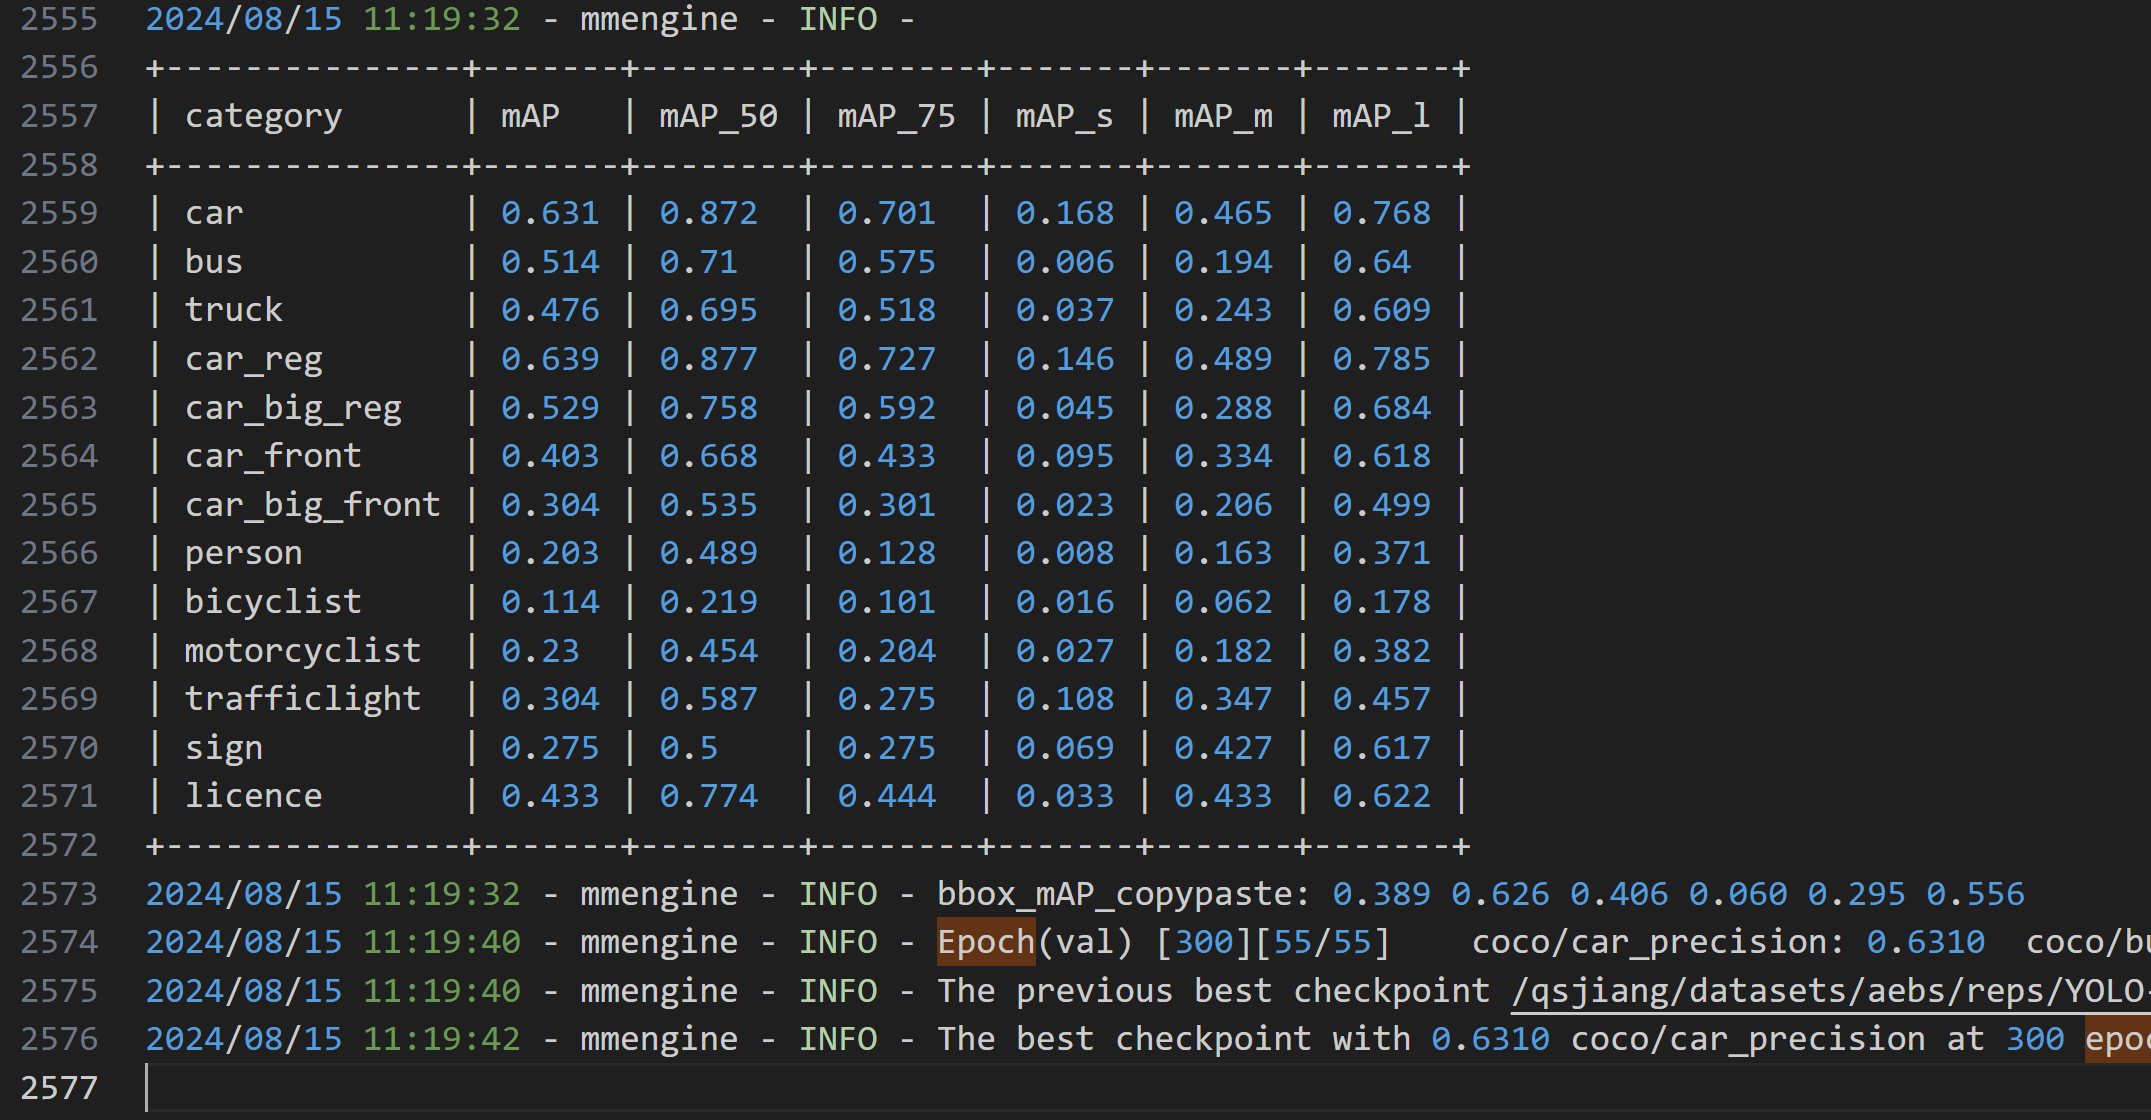 2555 2024/08/15 11:19:32 - mmengine - INFO -
2556 +---------------+-------+--------+--------+-------+-------+-------+
2557 | category      | mAP   | mAP_50 | mAP_75 | mAP_s | mAP_m | mAP_l |
2558 +---------------+-------+--------+--------+-------+-------+-------+
2559 | car           | 0.631 | 0.872  | 0.701  | 0.168 | 0.465 | 0.768 |
2560 | bus           | 0.514 | 0.71   | 0.575  | 0.006 | 0.194 | 0.64  |
2561 | truck         | 0.476 | 0.695  | 0.518  | 0.037 | 0.243 | 0.609 |
2562 | car_reg       | 0.639 | 0.877  | 0.727  | 0.146 | 0.489 | 0.785 |
2563 | car_big_reg   | 0.529 | 0.758  | 0.592  | 0.045 | 0.288 | 0.684 |
2564 | car_front     | 0.403 | 0.668  | 0.433  | 0.095 | 0.334 | 0.618 |
2565 | car_big_front | 0.304 | 0.535  | 0.301  | 0.023 | 0.206 | 0.499 |
2566 | person        | 0.203 | 0.489  | 0.128  | 0.008 | 0.163 | 0.371 |
2567 | bicyclist     | 0.114 | 0.219  | 0.101  | 0.016 | 0.062 | 0.178 |
2568 | motorcyclist  | 0.23  | 0.454  | 0.204  | 0.027 | 0.182 | 0.382 |
2569 | trafficlight  | 0.304 | 0.587  | 0.275  | 0.108 | 0.347 | 0.457 |
2570 | sign          | 0.275 | 0.5    | 0.275  | 0.069 | 0.427 | 0.617 |
2571 | licence       | 0.433 | 0.774  | 0.444  | 0.033 | 0.433 | 0.622 |
2572 +---------------+-------+--------+--------+-------+-------+-------+
2573 2024/08/15 11:19:32 - mmengine - INFO - bbox_mAP_copypaste: 0.389 0.626 0.406 0.060 0.295 0.556
2574 2024/08/15 11:19:40 - mmengine - INFO - Epoch(val) [300][55/55]    coco/car_precision: 0.6310  coco/bu
2575 2024/08/15 11:19:40 - mmengine - INFO - The previous best checkpoint /qsjiang/datasets/aebs/reps/YOLO-
2576 2024/08/15 11:19:42 - mmengine - INFO - The best checkpoint with 0.6310 coco/car_precision at 300 epoc
2577